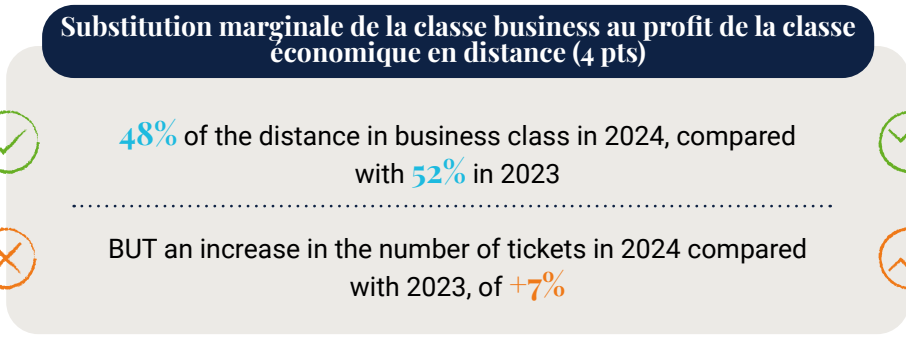 Substitution marginale de la classe business au profit de la classe
économique en distance (4 pts)
48% of the distance in business class in 2024, compared
with 52% in 2023
BUT an increase in the number of tickets in 2024 compared
with 2023, of +7%